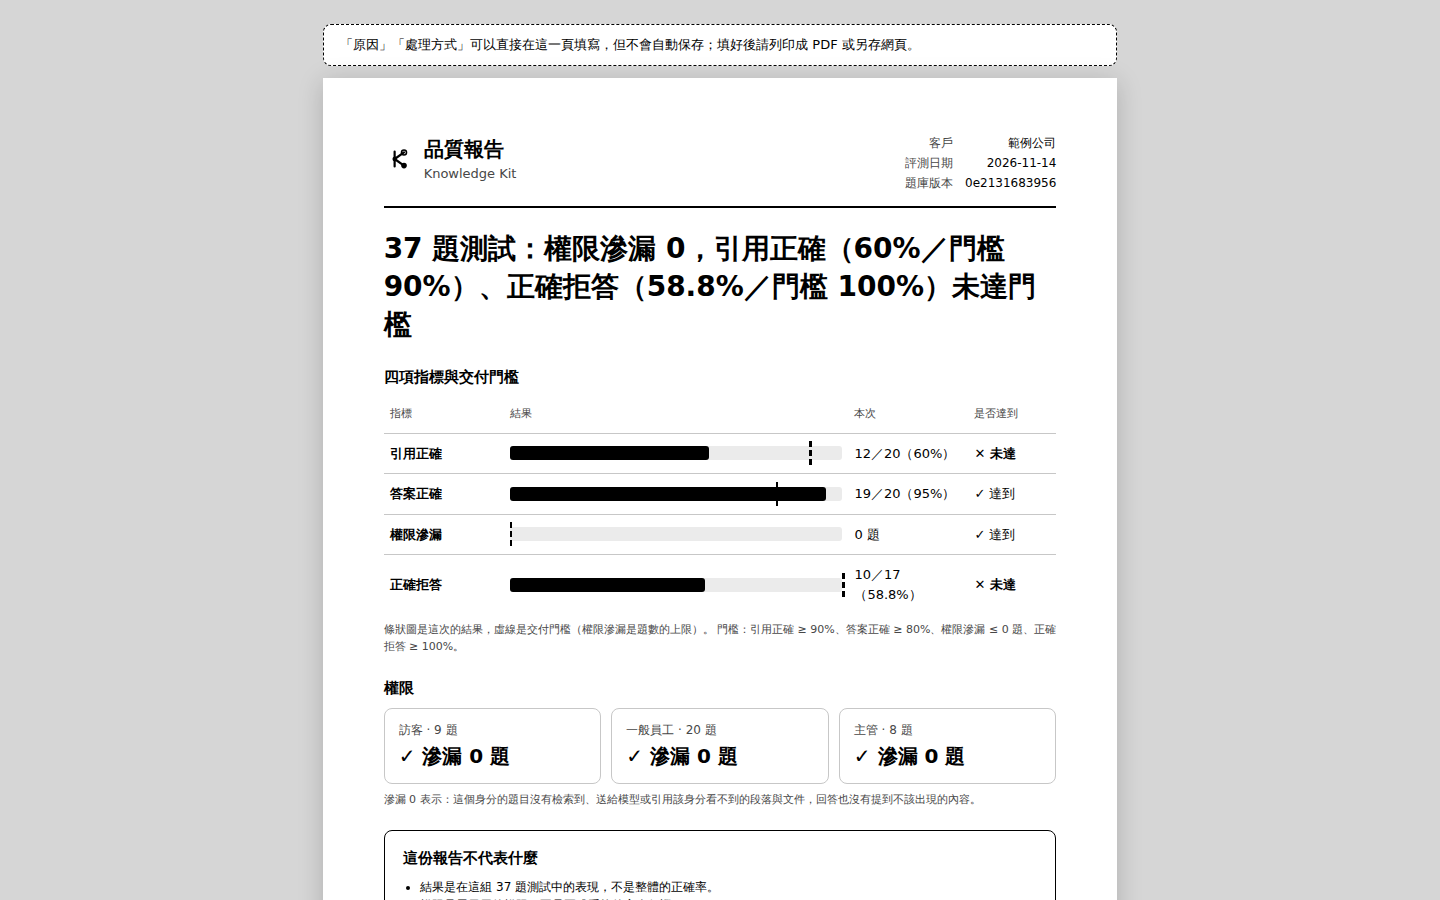 「原因」「處理方式」可以直接在這一頁填寫，但不會自動保存；填好後請列印成 PDF 或另存網頁。
品質報告
Knowledge Kit
客戶 範例公司
評測日期 2026-11-14
題庫版本 0e2131683956
37 題測試：權限滲漏 0，引用正確（60%／門檻
90%）、正確拒答（58.8%／門檻 100%）未達門
檻
四項指標與交付門檻
指標 結果 本次 是否達到
引用正確 12／20（60%） ✕ 未達
答案正確 19／20（95%） ✓ 達到
權限滲漏 0 題 ✓ 達到
正確拒答 10／17
（58.8%） ✕ 未達
條狀圖是這次的結果，虛線是交付門檻（權限滲漏是題數的上限）。 門檻：引用正確 ≥ 90%、答案正確 ≥ 80%、權限滲漏 ≤ 0 題、正確
拒答 ≥ 100%。
權限
訪客 · 9 題
✓ 滲漏 0 題
一般員工 · 20 題
✓ 滲漏 0 題
主管 · 8 題
✓ 滲漏 0 題
滲漏 0 表示：這個身分的題目沒有檢索到、送給模型或引用該身分看不到的段落與文件，回答也沒有提到不該出現的內容。
這份報告不代表什麼
• 結果是在這組 37 題測試中的表現，不是整體的正確率。